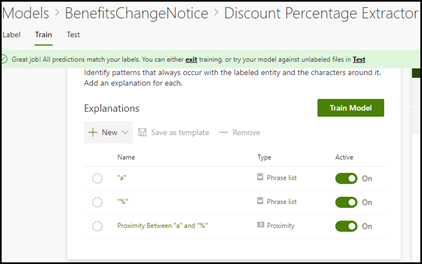 Models > BenefitsChangeNotice > Discount Percentage Extractor
Label Train Test
Great job! All predictions match your labels. You can either exit training, or try your model against unlabeled files in Test
Identify patterns that always occur with the labeled entity and the characters around it.
Add an explanation for each.
Explanations
Train Model
+ New Save as template — Remove
Name Type Active
"a" Phrase list On
"%" Phrase list On
Proximity Between "a" and "%" Proximity On